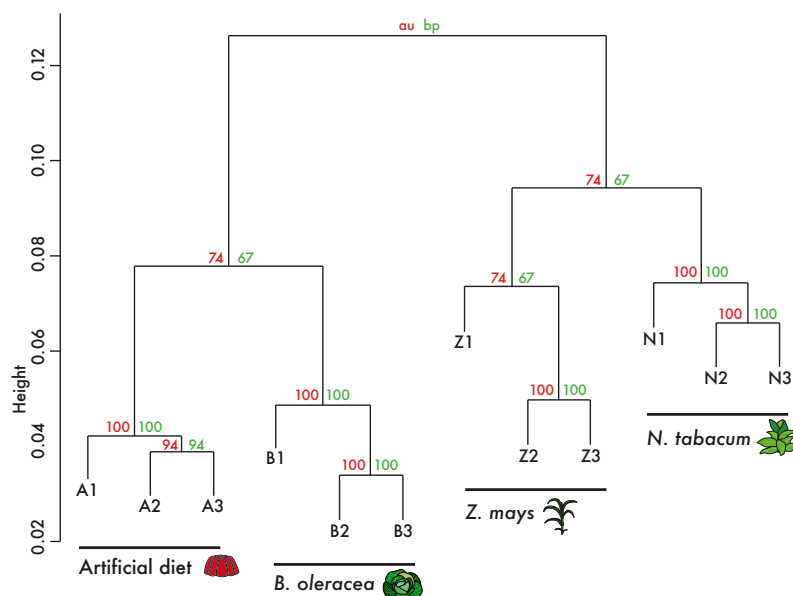 au bp
0.12
0.10
74 67
0.08
74 67
74 67
100 100
100 100
0.06
Z1
N1
N2
N3
Height
100 100
100 100
N. tabacum
0.04
100 100
94 94
B1
Z2
Z3
100 100
A1
A2
A3
Z. mays
B2
B3
0.02
Artificial diet
B. oleracea